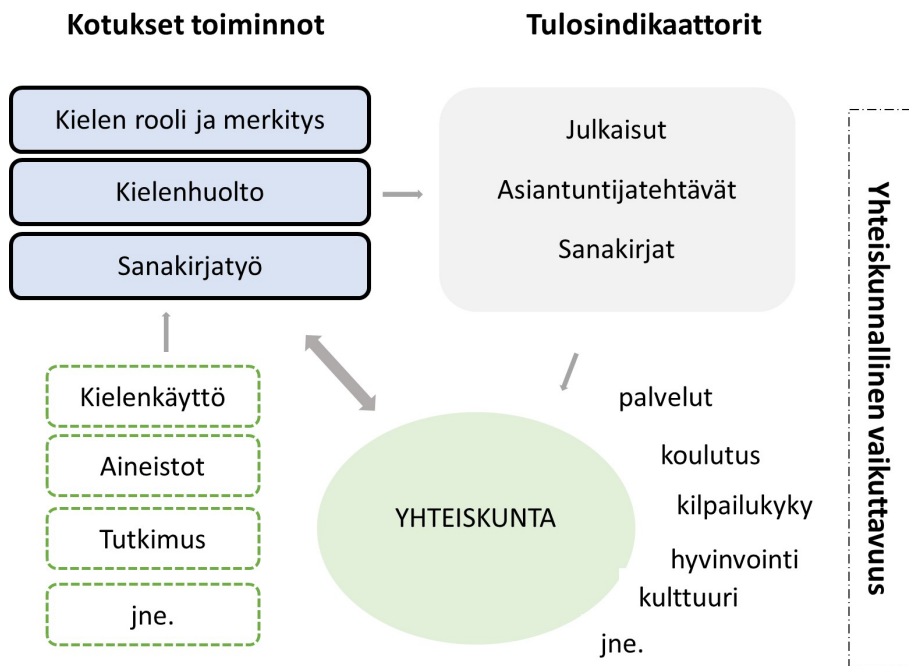 Kotukset toiminnot
Tulosindikaattorit
Kielen rooli ja merkitys
Kielenhuolto
Sanakirjatyö
Julkaisut
Asiantuntijatehtävät
Sanakirjat
Kielenkäyttö
Aineistot
Tutkimus
jne.
YHTEISKUNTA
palvelut
koulutus
kilpailukyky
hyvinvointi
kulttuuri
jne.
Yhteiskunnallinen vaikuttavuus